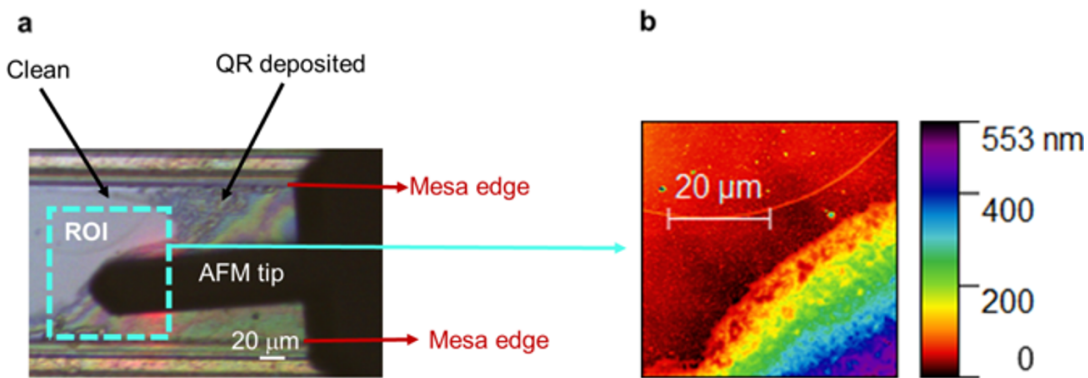 a
Clean
QR deposited
Mesa edge
ROI
AFM tip
20 μm
Mesa edge
b
20 μm
553 nm
400
200
0